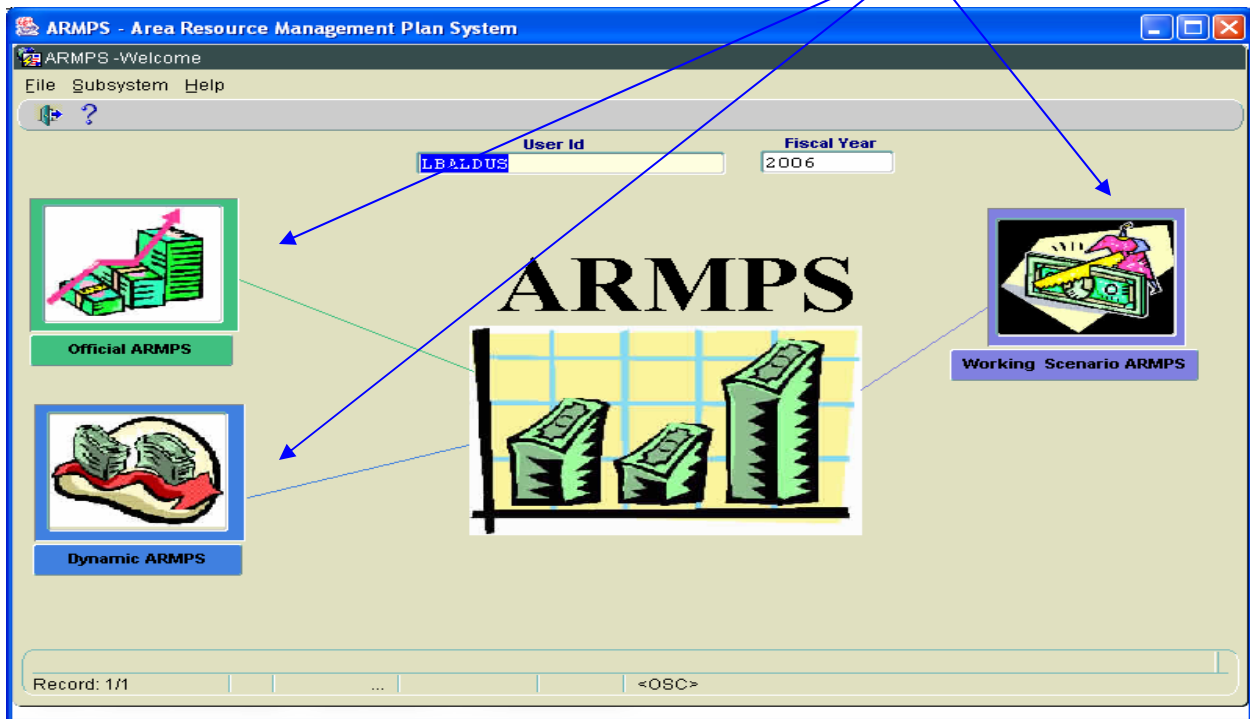 ARMPS - Area Resource Management Plan System
ARMPS -Welcome
File Subsystem Help
?
User Id Fiscal Year
LBALDUS 2006
ARMPS
Official ARMPS
Working Scenario ARMPS
Dynamic ARMPS
Record: 1/1 ... <OSC>